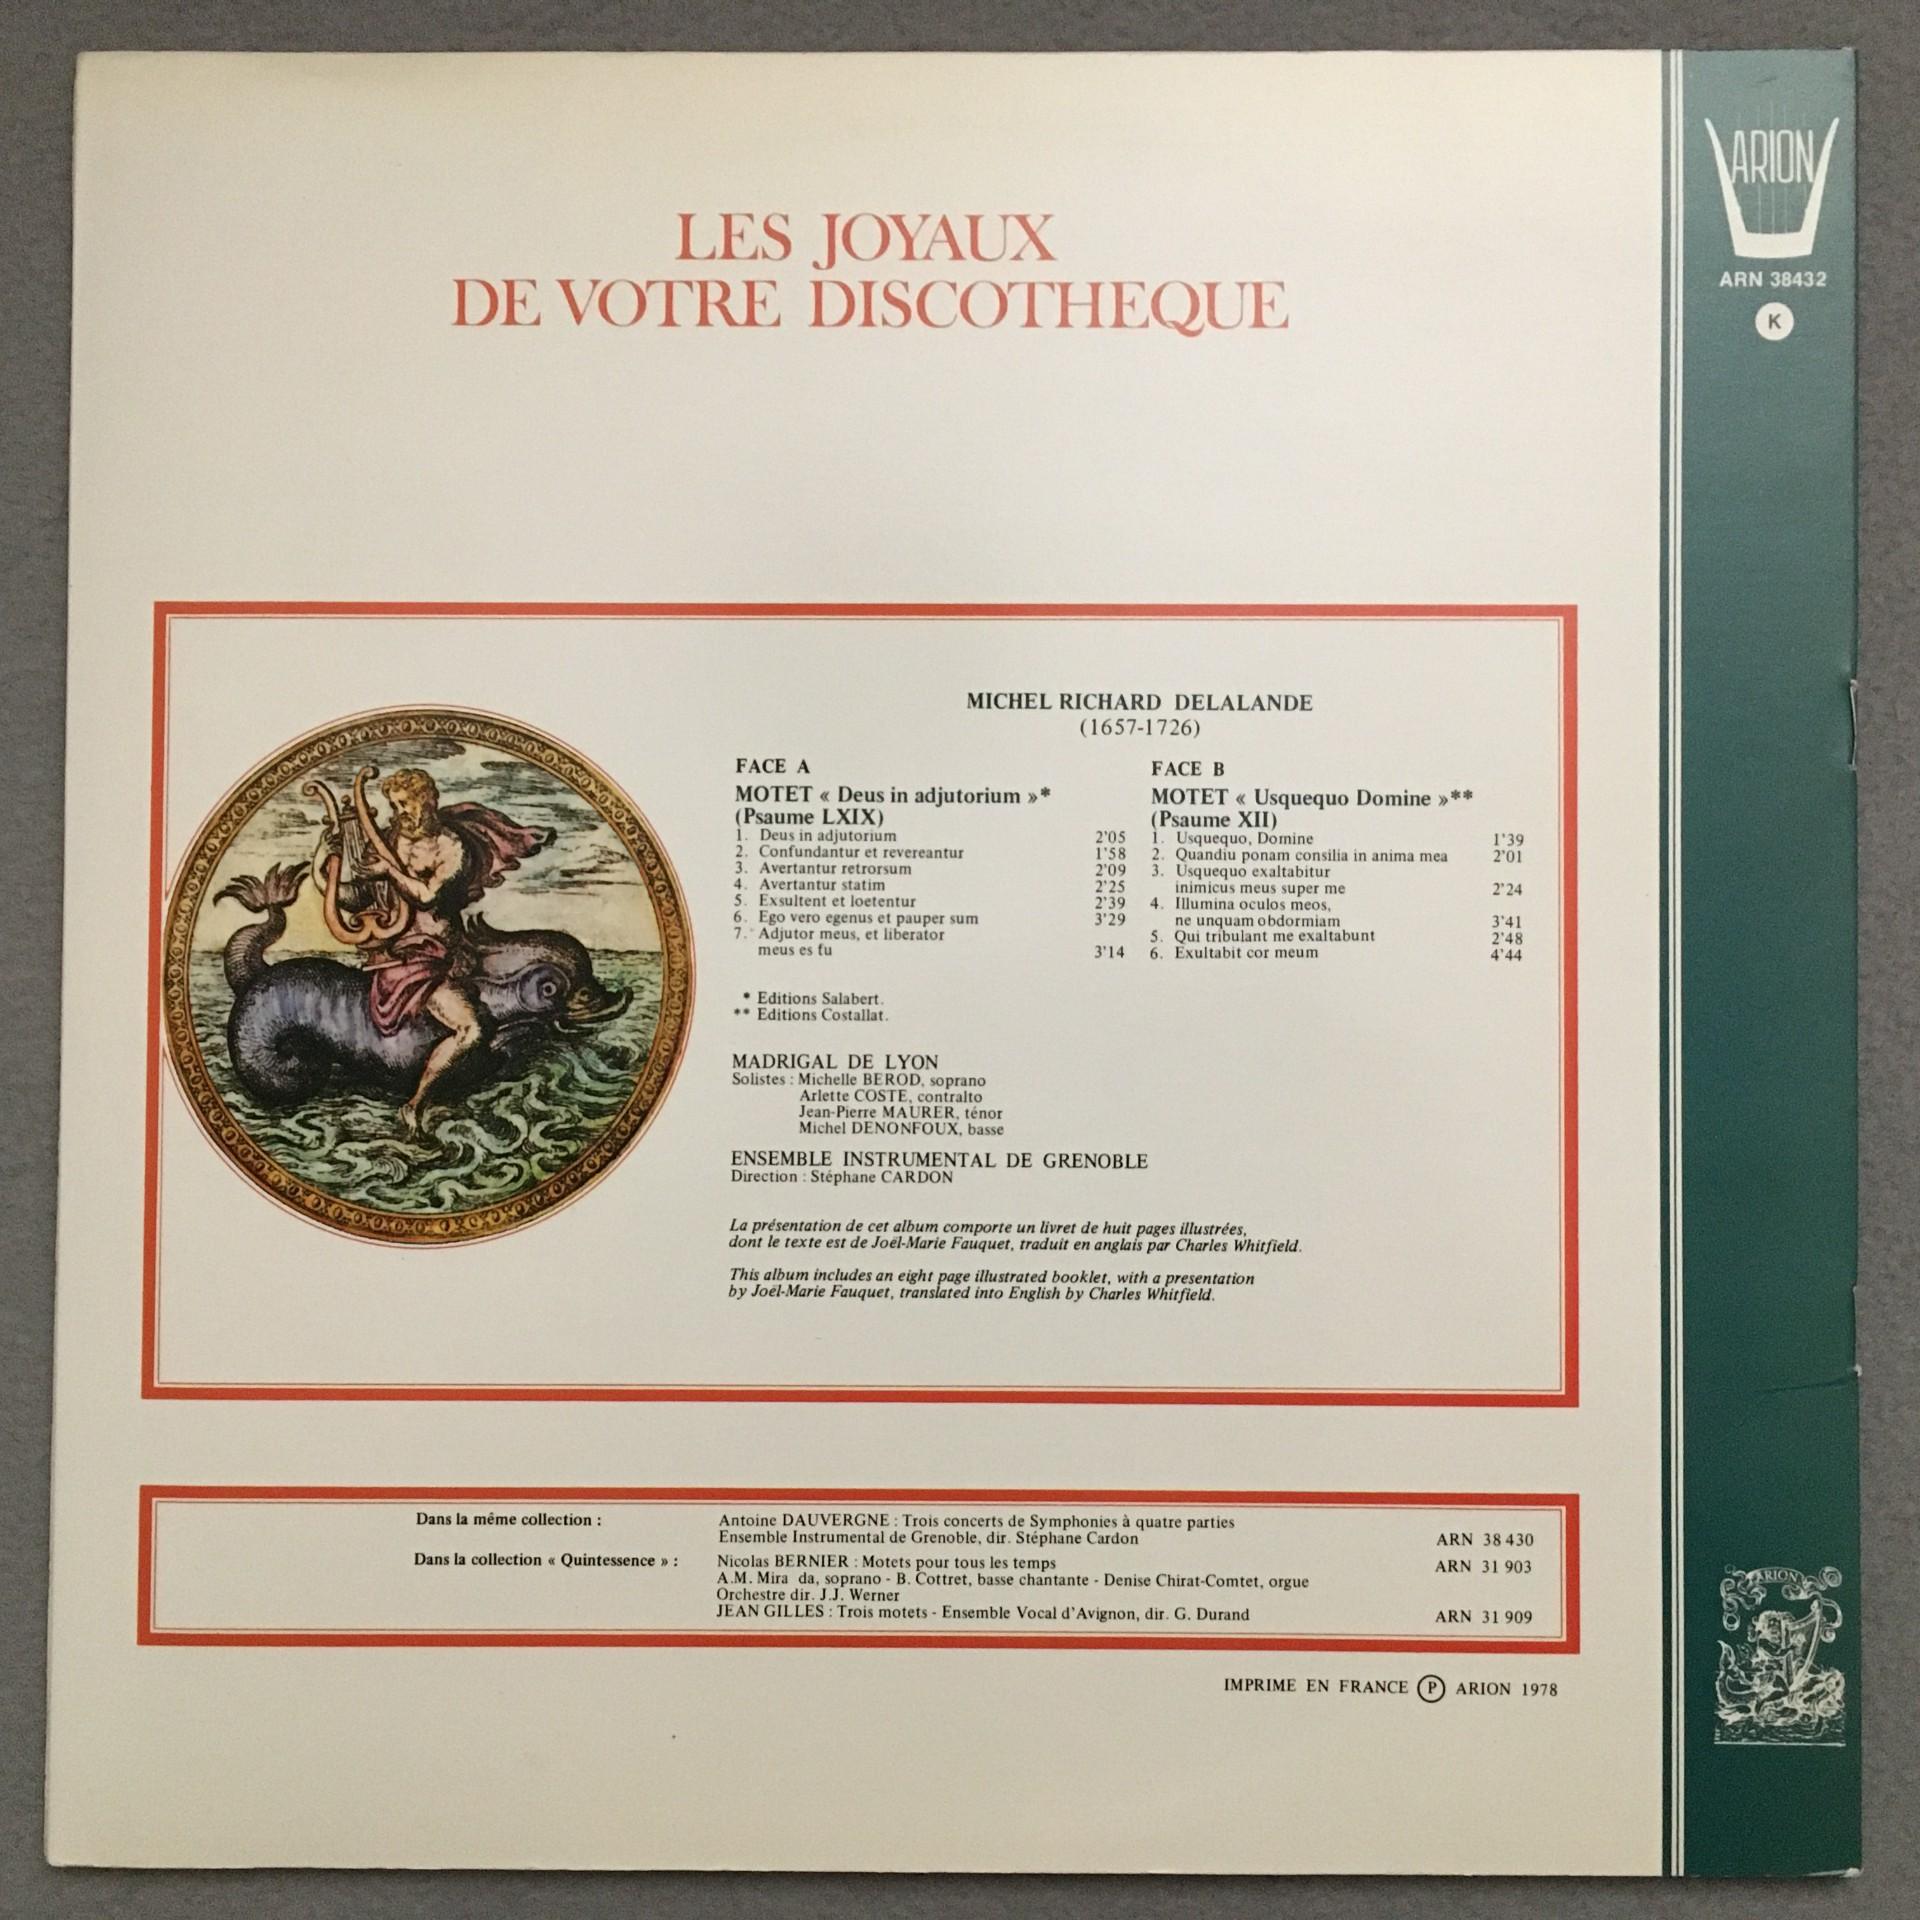 ARION
ARN 38432
K
LES JOYAUX
DE VOTRE DISCOTHEQUE
MICHEL RICHARD DELALANDE
(1657-1726)
FACE A
MOTET « Deus in adjutorium »*
(Psaume LXIX)
1. Deus in adjutorium 2'05
2. Confundantur et revereantur 1'58
3. Avertantur retrorsum 2'09
4. Avertantur statim 2'25
5. Exsultent et loetentur 2'39
6. Ego vero egenus et pauper sum 3'29
7. Adjutor meus, et liberator
meus es tu 3'14
FACE B
MOTET « Usquequo Domine »**
(Psaume XII)
1. Usquequo, Domine 1'39
2. Quandiu ponam consilia in anima mea 2'01
3. Usquequo exaltabitur
inimicus meus super me 2'24
4. Illumina oculos meos,
ne unquam obdormiam 3'41
5. Qui tribulant me exaltabunt 2'48
6. Exultabit cor meum 4'44
* Editions Salabert.
** Editions Costallat.
MADRIGAL DE LYON
Solistes : Michelle BEROD, soprano
Arlette COSTE, contralto
Jean-Pierre MAURER, ténor
Michel DENONFOUX, basse
ENSEMBLE INSTRUMENTAL DE GRENOBLE
Direction : Stéphane CARDON
La présentation de cet album comporte un livret de huit pages illustrées,
dont le texte est de Joël-Marie Fauquet, traduit en anglais par Charles Whitfield.
This album includes an eight page illustrated booklet, with a presentation
by Joël-Marie Fauquet, translated into English by Charles Whitfield.
Dans la même collection : Antoine DAUVERGNE : Trois concerts de Symphonies à quatre parties
Ensemble Instrumental de Grenoble, dir. Stéphane Cardon ARN 38 430
Dans la collection « Quintessence » : Nicolas BERNIER : Motets pour tous les temps ARN 31 903
A.M. Mira da, soprano - B. Cottret, basse chantante - Denise Chirat-Comtet, orgue
Orchestre dir. J.J. Werner
JEAN GILLES : Trois motets - Ensemble Vocal d'Avignon, dir. G. Durand ARN 31 909
IMPRIME EN FRANCE Ⓟ ARION 1978
ARION